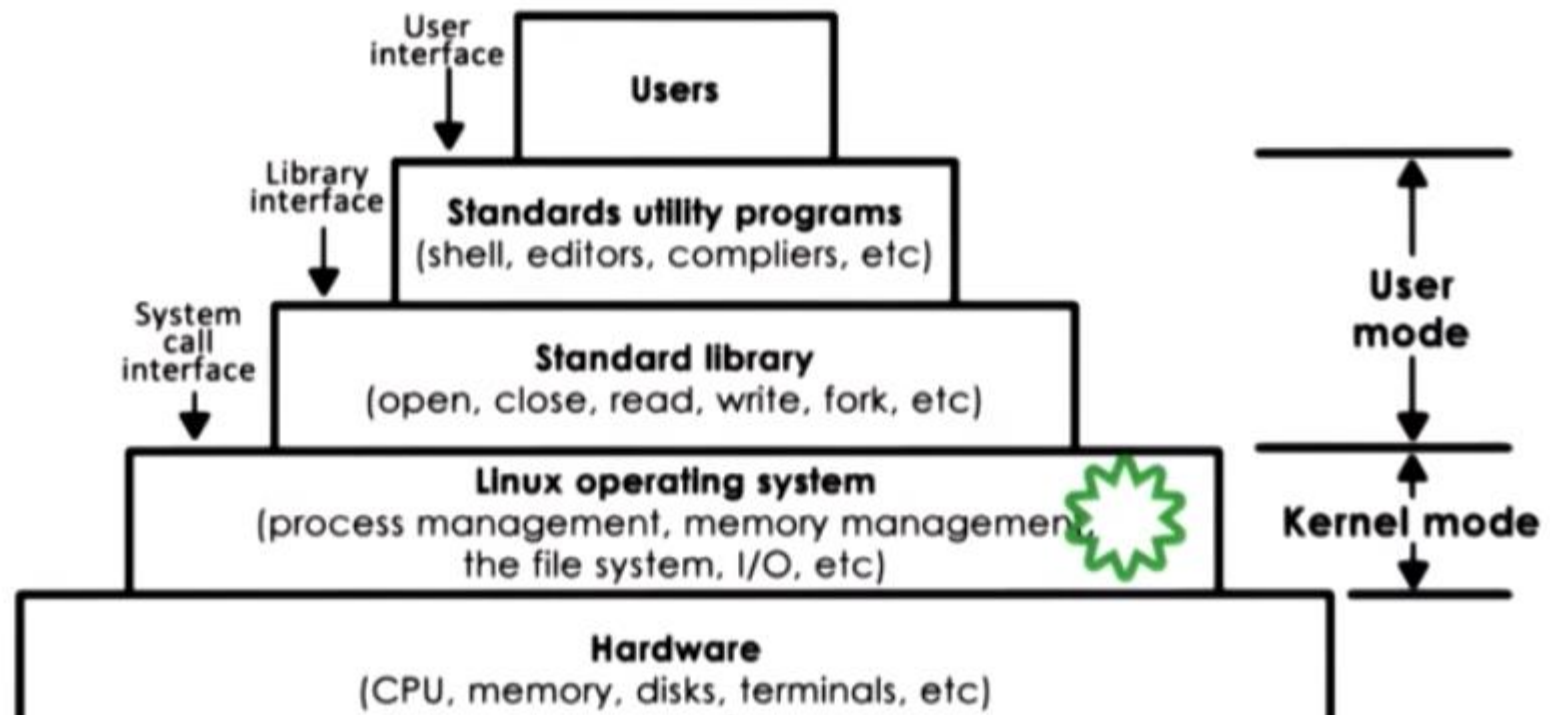 User
interface
Users
Library
interface
Standards utility programs
(shell, editors, compliers, etc)
System
call
interface
Standard library
(open, close, read, write, fork, etc)
User
mode
Linux operating system
(process management, memory management,
the file system, I/O, etc)
Kernel mode
Hardware
(CPU, memory, disks, terminals, etc)